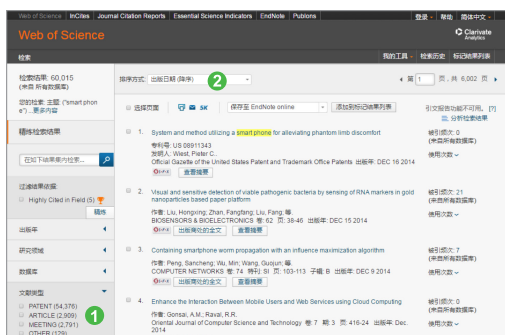 Web of Science InCites Journal Citation Reports Essential Science Indicators EndNote Publons 登录 帮助 简体中文
Web of Science
Clarivate
Analytics
检索 我的工具 检索历史 标记结果列表
检索结果: 60,015
(来自 所有数据库)
您的检索: 主题: ("smart phon
e") ...更多内容
精炼检索结果
在如下结果集内检索...
过滤结果依据:
Highly Cited in Field (5)
精炼
出版年
研究领域
数据库
文献类型
PATENT (54,376)
ARTICLE (2,909)
MEETING (2,791)
OTHER (129)
1
排序方式: 出版日期 (降序)
2
第 1 页, 共 6,002 页
选择页面 5K 保存至 EndNote online 添加到标记结果列表
引文报告功能不可用。 [?]
分析检索结果
1. System and method utilizing a smart phone for alleviating phantom limb discomfort
专利号: US 08911343
发明人: Wiest, Pieter C..
Official Gazette of the United States Patent and Trademark Office Patents 出版年: DEC 16 2014
查看摘要
被引频次: 0
(来自所有数据库)
使用次数
2. Visual and sensitive detection of viable pathogenic bacteria by sensing of RNA markers in gold
nanoparticles based paper platform
作者: Liu, Hongxing; Zhan, Fangfang; Liu, Fang; 等.
BIOSENSORS & BIOELECTRONICS 卷: 62 页: 38-46 出版年: DEC 15 2014
出版商处的全文 查看摘要
被引频次: 21
(来自所有数据库)
使用次数
3. Containing smartphone worm propagation with an influence maximization algorithm
作者: Peng, Sancheng; Wu, Min; Wang, Guojun; 等.
COMPUTER NETWORKS 卷: 74 特刊: SI 页: 103-113 子辑: B 出版年: DEC 9 2014
出版商处的全文 查看摘要
被引频次: 7
(来自所有数据库)
使用次数
4. Enhance the Interaction Between Mobile Users and Web Services using Cloud Computing
作者: Gonsai, A.M.; Raval, R.R.
Oriental Journal of Computer Science and Technology 卷: 7 期: 3 页: 416-24 出版年: Dec.
2014
被引频次: 0
(来自所有数据库)